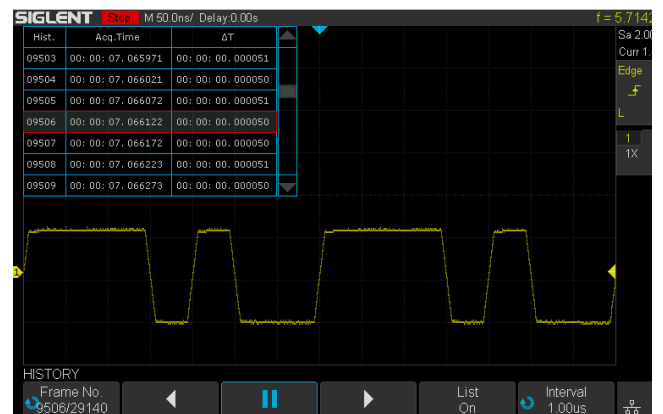 SIGLENT Stop M 50.0ns/ Delay:0.00s f = 5.7142
Sa 2.00
Curr 1.
Edge
L
1
1X
Hist. Acq.Time ΔT
09503 00: 00: 07. 065971 00: 00: 00. 000051
09504 00: 00: 07. 066021 00: 00: 00. 000050
09505 00: 00: 07. 066072 00: 00: 00. 000051
09506 00: 00: 07. 066122 00: 00: 00. 000050
09507 00: 00: 07. 066172 00: 00: 00. 000050
09508 00: 00: 07. 066223 00: 00: 00. 000051
09509 00: 00: 07. 066273 00: 00: 00. 000050
1
HISTORY
Frame No.
9506/29140
List
On
Interval
1.00us